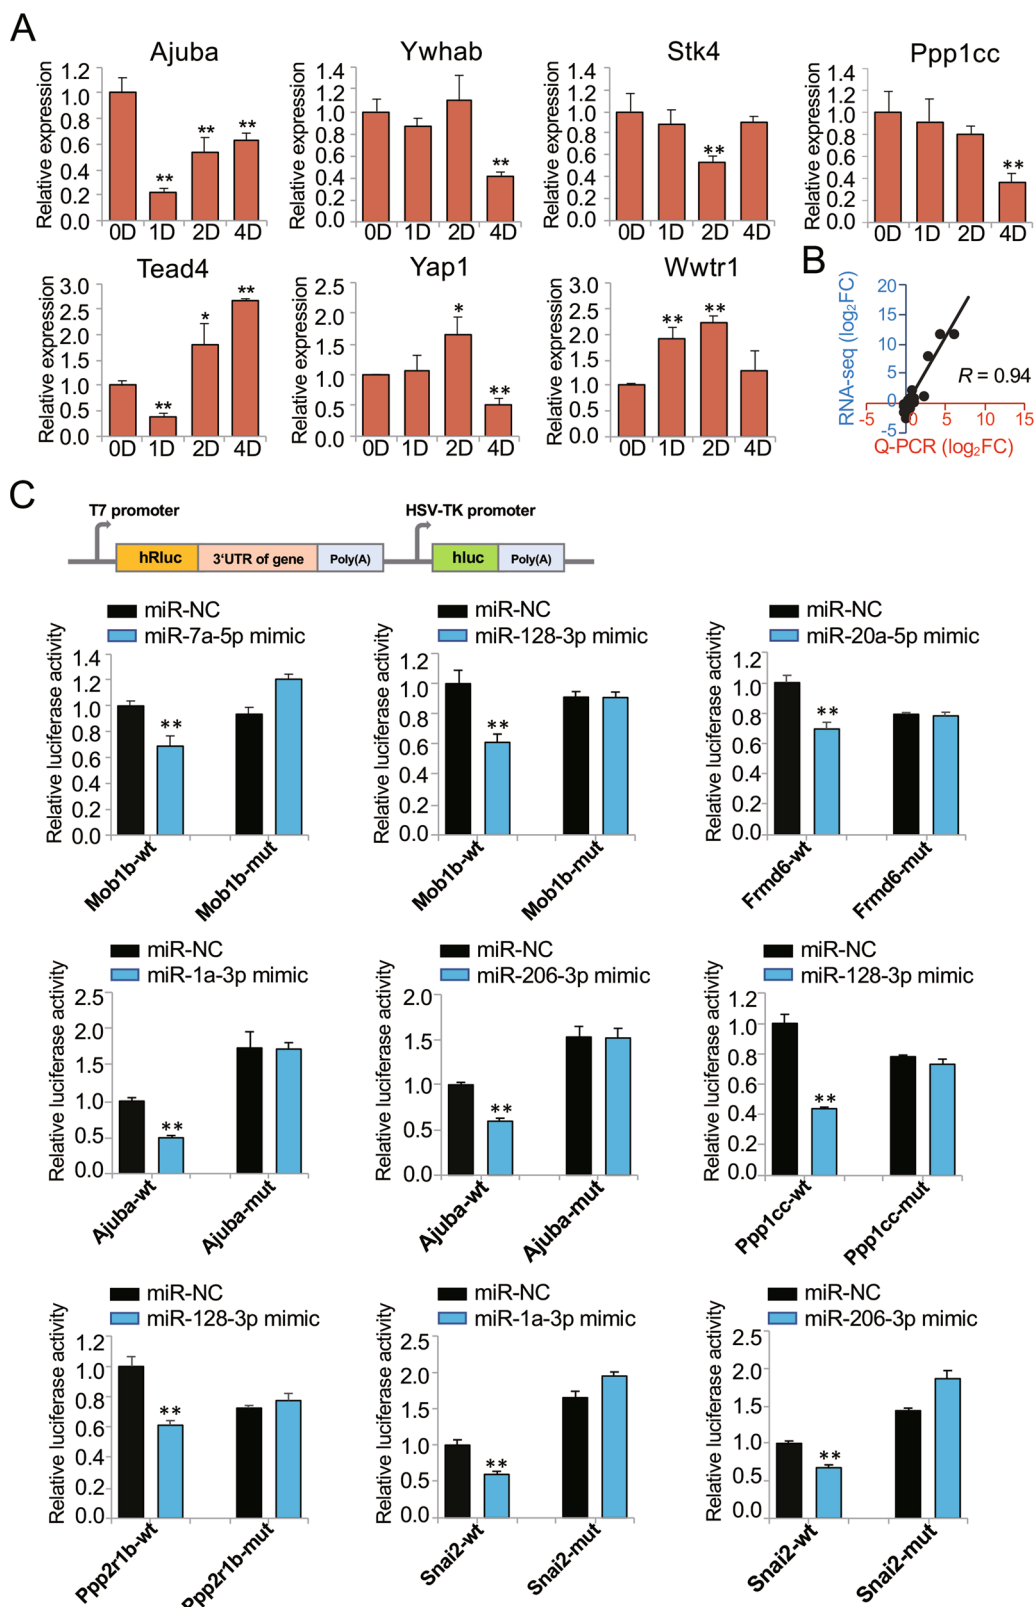 A
Ajuba
Relative expression
1.2
1.0
0.8
0.6
0.4
0.2
0.0
**
**
**
0D 1D 2D 4D
Ywhab
Relative expression
1.4
1.2
1.0
0.8
0.6
0.4
0.2
0.0
**
0D 1D 2D 4D
Stk4
Relative expression
1.4
1.2
1.0
0.8
0.6
0.4
0.2
0.0
**
0D 1D 2D 4D
Ppp1cc
Relative expression
1.4
1.2
1.0
0.8
0.6
0.4
0.2
0.0
**
0D 1D 2D 4D
Tead4
Relative expression
3.0
2.5
2.0
1.5
1.0
0.5
0.0
**
*
**
0D 1D 2D 4D
Yap1
Relative expression
2.5
2.0
1.5
1.0
0.5
0.0
*
**
0D 1D 2D 4D
Wwtr1
Relative expression
3.0
2.5
2.0
1.5
1.0
0.5
0.0
**
**
0D 1D 2D 4D
B
RNA-seq (log2FC)
20
15
10
5
0
-5
R = 0.94
-5 0 5 10 15
Q-PCR (log2FC)
C
T7 promoter
HSV-TK promoter
hRluc 3'UTR of gene Poly(A) hluc Poly(A)
miR-NC
miR-7a-5p mimic
Relative luciferase activity
1.4
1.2
1.0
0.8
0.6
0.4
0.2
0.0
**
Mob1b-wt
Mob1b-mut
miR-NC
miR-128-3p mimic
Relative luciferase activity
1.2
1.0
0.8
0.6
0.4
0.2
0.0
**
Mob1b-wt
Mob1b-mut
miR-NC
miR-20a-5p mimic
Relative luciferase activity
1.2
1.0
0.8
0.6
0.4
0.2
0.0
**
Frmd6-wt
Frmd6-mut
miR-NC
miR-1a-3p mimic
Relative luciferase activity
2.5
2.0
1.5
1.0
0.5
0.0
**
Ajuba-wt
Ajuba-mut
miR-NC
miR-206-3p mimic
Relative luciferase activity
2.0
1.5
1.0
0.5
0.0
**
Ajuba-wt
Ajuba-mut
miR-NC
miR-128-3p mimic
Relative luciferase activity
1.2
1.0
0.8
0.6
0.4
0.2
0.0
**
Ppp1cc-wt
Ppp1cc-mut
miR-NC
miR-128-3p mimic
Relative luciferase activity
1.2
1.0
0.8
0.6
0.4
0.2
0.0
**
Ppp2r1b-wt
Ppp2r1b-mut
miR-NC
miR-1a-3p mimic
Relative luciferase activity
2.5
2.0
1.5
1.0
0.5
0.0
**
Snai2-wt
Snai2-mut
miR-NC
miR-206-3p mimic
Relative luciferase activity
2.5
2.0
1.5
1.0
0.5
0.0
**
Snai2-wt
Snai2-mut